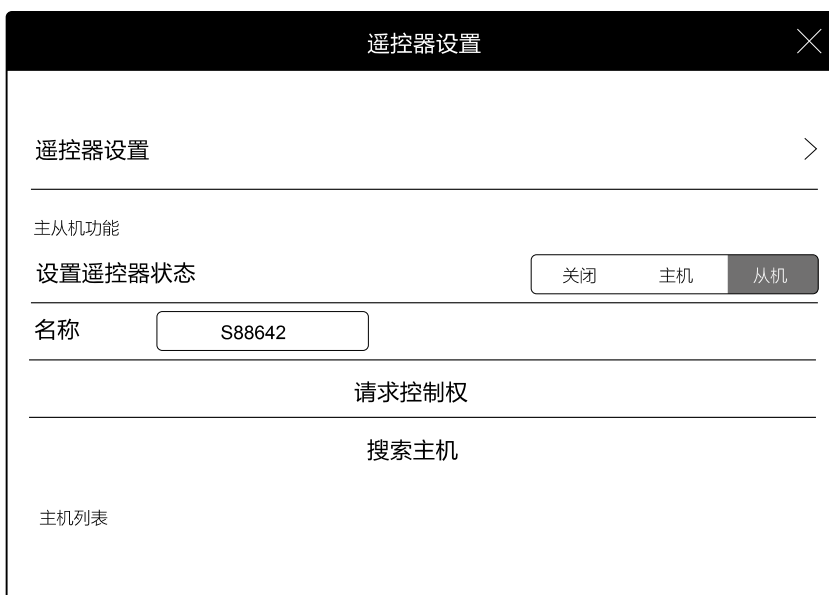 遥控器设置
遥控器设置
主从机功能
设置遥控器状态 关闭 主机 从机
名称 S88642
请求控制权
搜索主机
主机列表